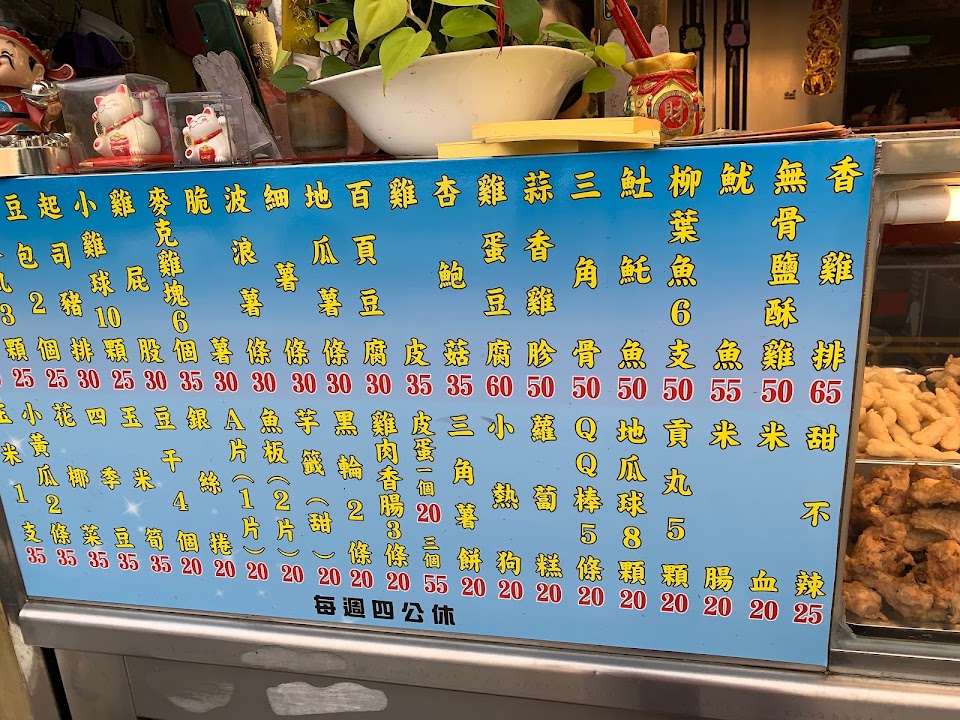 香雞排 65
無骨鹽酥雞 50
魷魚 55
柳葉魚6支 50
魚 50
三角骨 50
蒜香雞胗 50
雞蛋豆腐 60
杏鮑菇 35
雞皮 35
百頁豆腐 30
地瓜薯條 30
細薯條 30
波浪薯條 30
脆薯 30
麥克雞塊6個 35
雞屁股 30
小雞球10顆 25
起司豬排 30
豆包2個 25
丸3顆 25
甜不辣 25
米血 20
米腸 20
貢丸5顆 20
地瓜球8顆 20
QQ棒5條 20
蘿蔔糕 20
小熱狗 20
三角薯餅 20
皮蛋一個 20 三個 55
雞肉香腸3條 20
黑輪2條 20
芋籤(甜) 20
魚板(2片) 20
A片(1片) 20
銀絲捲 20
豆干4個 20
玉米筍 35
四季豆 35
花椰菜 35
小黃瓜2條 35
玉米1支 35
每週四公休
財